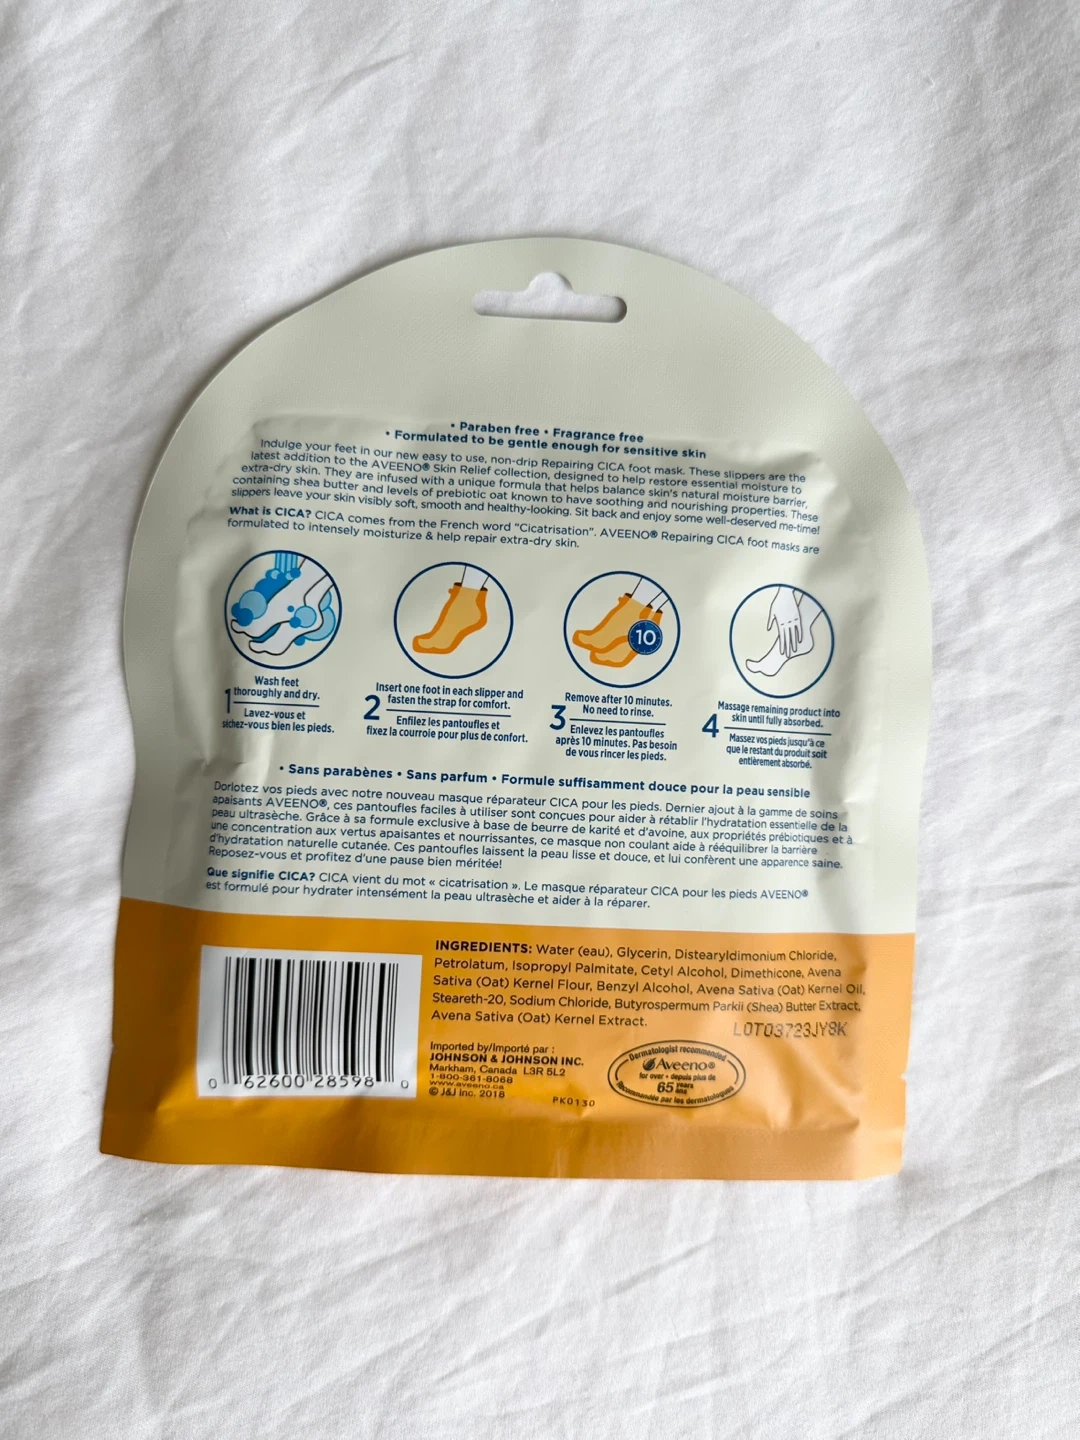 • Paraben free • Fragrance free
• Formulated to be gentle enough for sensitive skin
Indulge your feet in our new easy to use, non-drip Repairing CICA foot mask. These slippers are the
latest addition to the AVEENO® Skin Relief collection, designed to help restore essential moisture to
extra-dry skin. They are infused with a unique formula that helps balance skin's natural moisture barrier,
containing shea butter and levels of prebiotic oat known to have soothing and nourishing properties. These
slippers leave your skin visibly soft, smooth and healthy-looking. Sit back and enjoy some well-deserved me-time!
What is CICA? CICA comes from the French word "Cicatrisation". AVEENO® Repairing CICA foot masks are
formulated to intensely moisturize & help repair extra-dry skin.
10
1
Wash feet
thoroughly and dry.
Lavez-vous et
séchez-vous bien les pieds.
2
Insert one foot in each slipper and
fasten the strap for comfort.
Enfilez les pantoufles et
fixez la courroie pour plus de confort.
3
Remove after 10 minutes.
No need to rinse.
Enlevez les pantoufles
après 10 minutes. Pas besoin
de vous rincer les pieds.
4
Massage remaining product into
skin until fully absorbed.
Massez vos pieds jusqu'à ce
que le restant du produit soit
entièrement absorbé.
• Sans parabènes • Sans parfum • Formule suffisamment douce pour la peau sensible
Dorlotez vos pieds avec notre nouveau masque réparateur CICA pour les pieds. Dernier ajout à la gamme de soins
apaisants AVEENO®, ces pantoufles faciles à utiliser sont conçues pour aider à rétablir l'hydratation essentielle de la
peau ultrasèche. Grâce à sa formule exclusive à base de beurre de karité et d'avoine, aux propriétés prébiotiques et à
une concentration aux vertus apaisantes et nourrissantes, ce masque non coulant aide à rééquilibrer la barrière
d'hydratation naturelle cutanée. Ces pantoufles laissent la peau lisse et douce, et lui confèrent une apparence saine.
Reposez-vous et profitez d'une pause bien méritée!
Que signifie CICA? CICA vient du mot « cicatrisation ». Le masque réparateur CICA pour les pieds AVEENO®
est formulé pour hydrater intensément la peau ultrasèche et aider à la réparer.
INGREDIENTS: Water (eau), Glycerin, Distearyldimonium Chloride,
Petrolatum, Isopropyl Palmitate, Cetyl Alcohol, Dimethicone, Avena
Sativa (Oat) Kernel Flour, Benzyl Alcohol, Avena Sativa (Oat) Kernel Oil,
Steareth-20, Sodium Chloride, Butyrospermum Parkii (Shea) Butter Extract,
Avena Sativa (Oat) Kernel Extract.
LOT03723JY8K
Imported by/Importé par :
JOHNSON & JOHNSON INC.
Markham, Canada L3R 5L2
1-800-361-8068
www.aveeno.ca
© J&J Inc. 2018
PK0130
Dermatologist recommended
Aveeno®
for over • depuis plus de
65 years
ans
Recommandée par les dermatologues
0 62600 28598 0